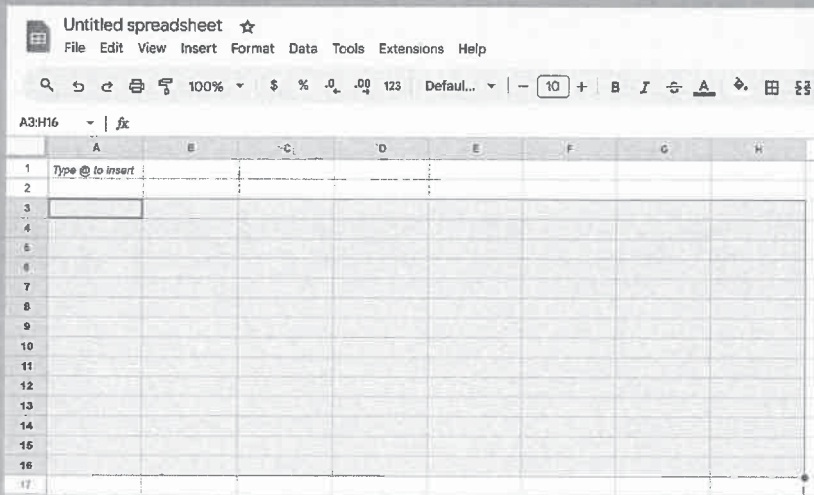 Untitled spreadsheet
File Edit View Insert Format Data Tools Extensions Help
100% $ % .0 .00 123 Defaul... − 10 + B I A
A3:H16 fx
A B C D E F G H
1 Type @ to insert
2
3
4
5
6
7
8
9
10
11
12
13
14
15
16
17